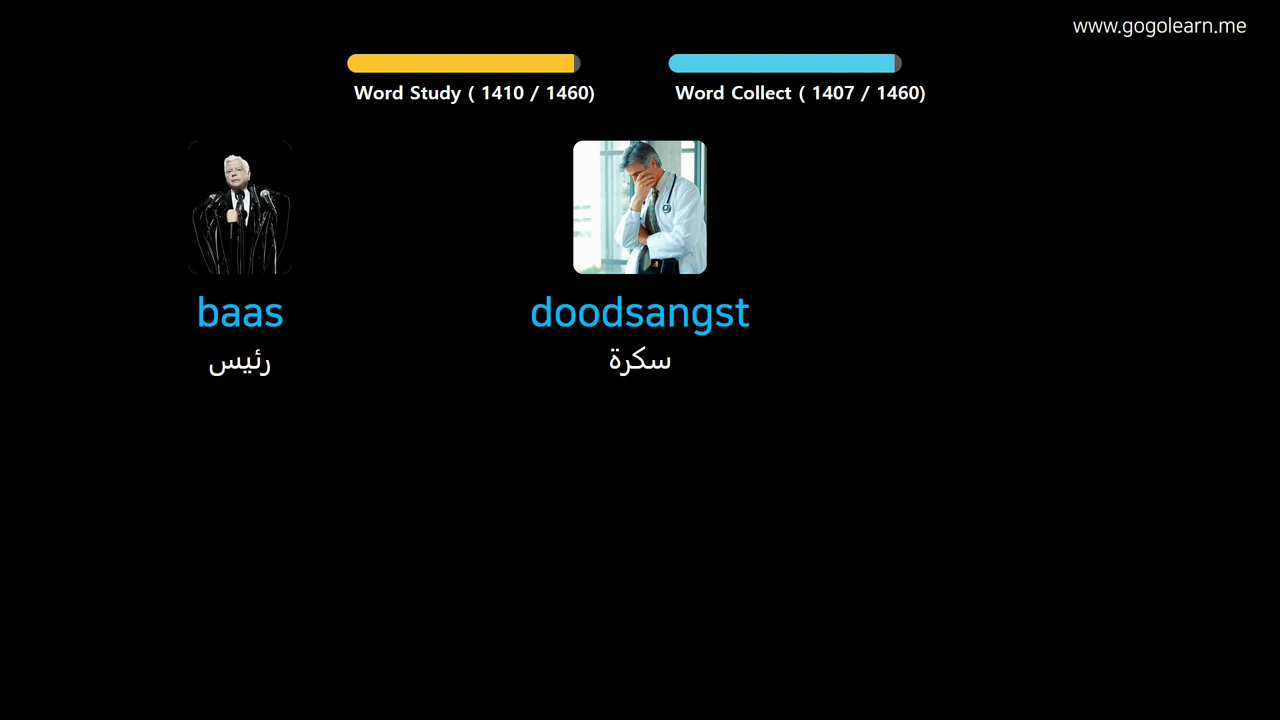 www.gogolearn.me
Word Study ( 1410 / 1460)
Word Collect ( 1407 / 1460)
baas
رئيس
doodsangst
سكرة